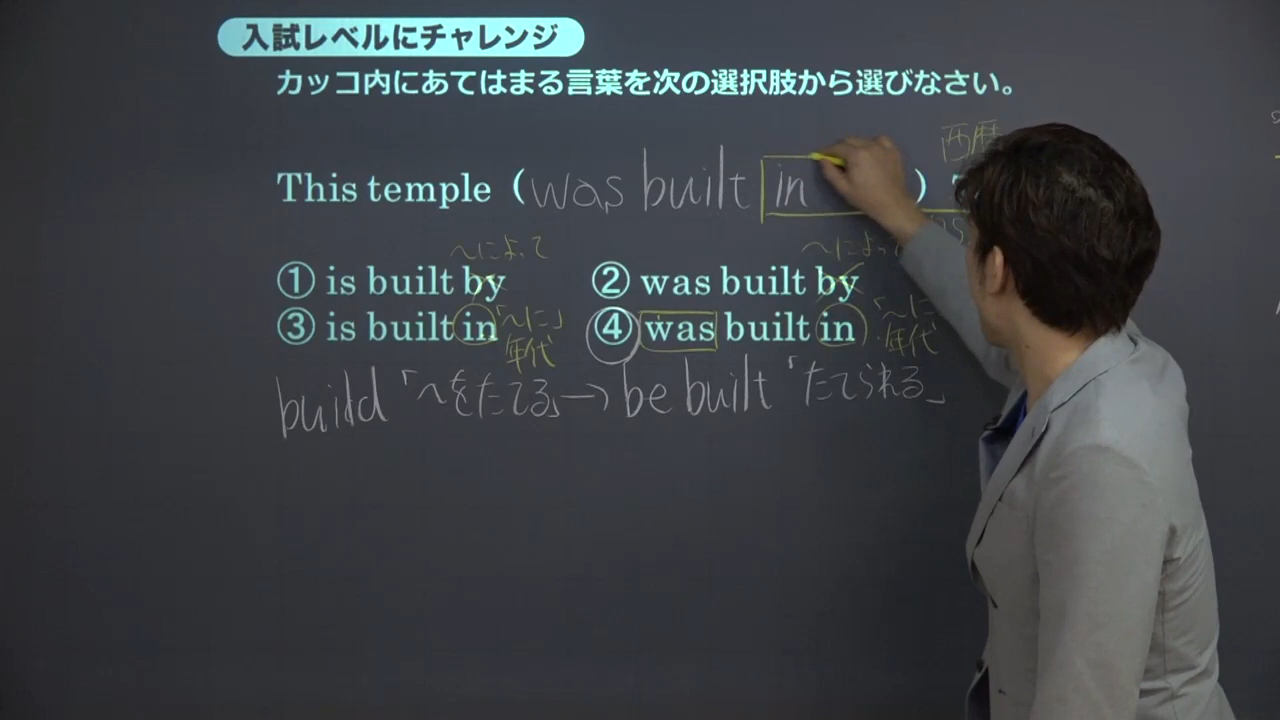 入試レベルにチャレンジ
カッコ内にあてはまる言葉を次の選択肢から選びなさい。
西暦
This temple ( was built in )
～によって ～によって
① is built by ② was built by
③ is built in 「～に」年代 ④ was built in 「～に」年代
build 「～をたてる」→ be built 「たてられる」